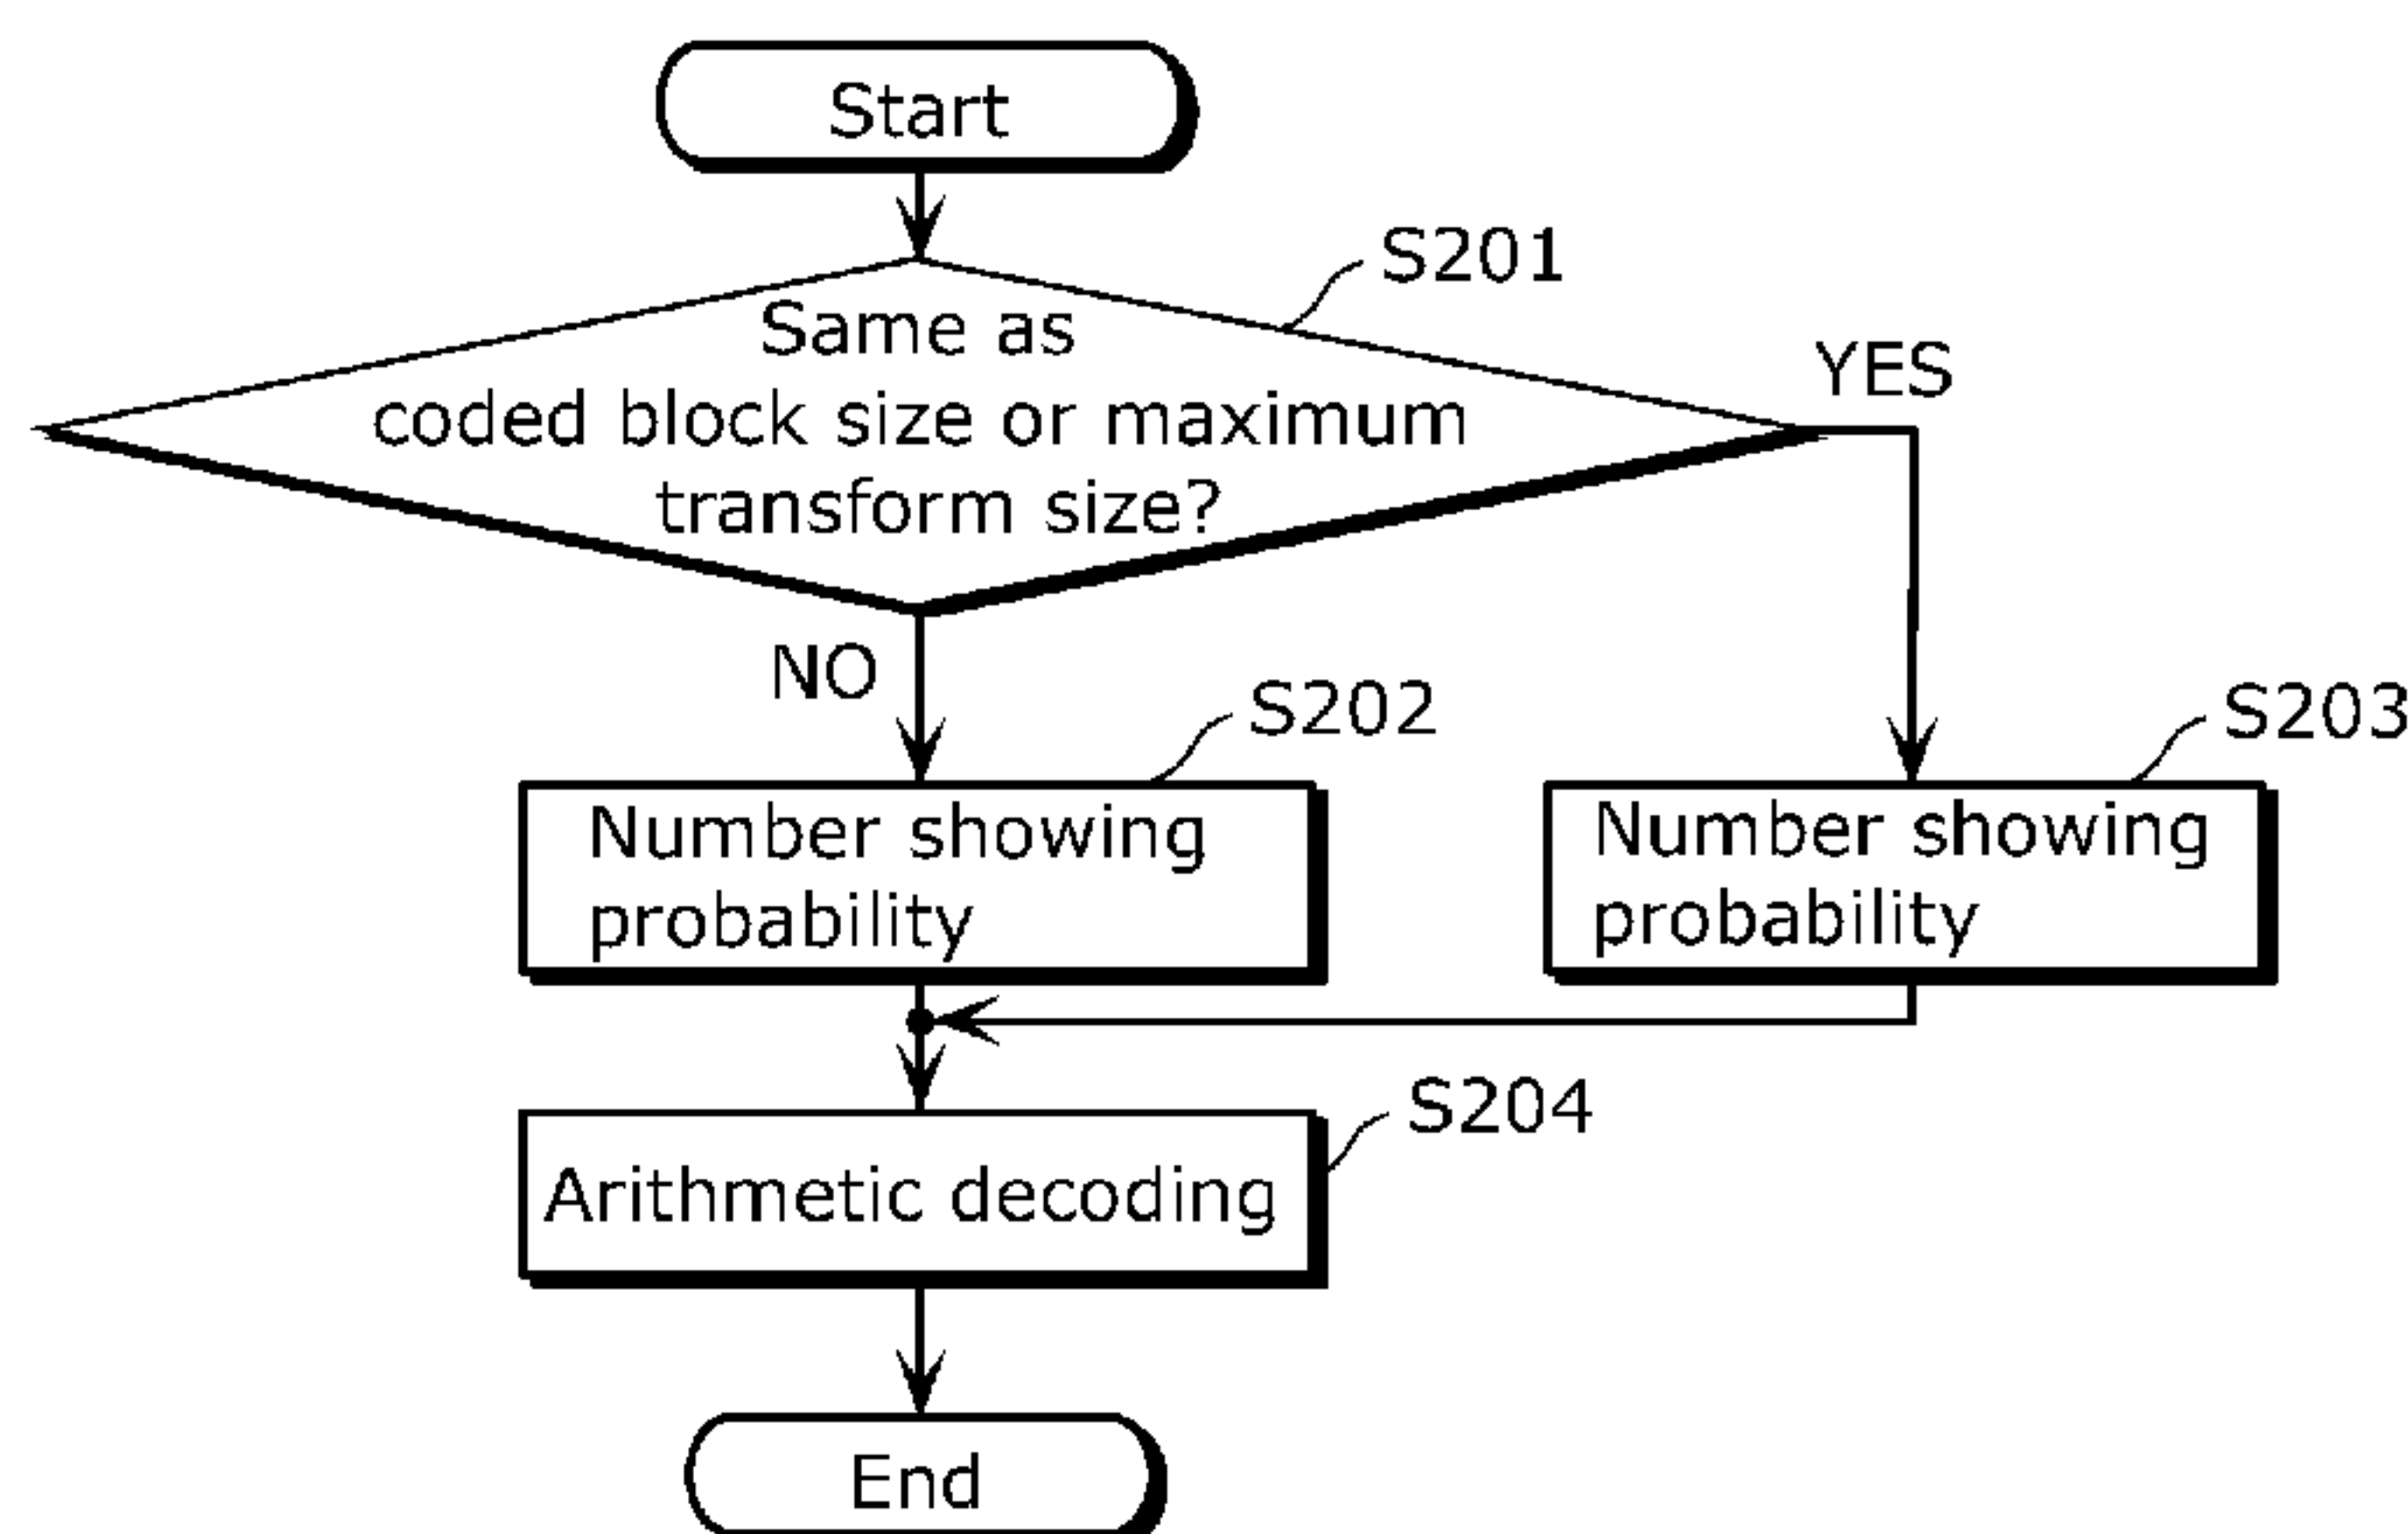 Start
S201
Same as
coded block size or maximum
transform size?
YES
NO
S202
S203
Number showing
probability
Number showing
probability
S204
Arithmetic decoding
End